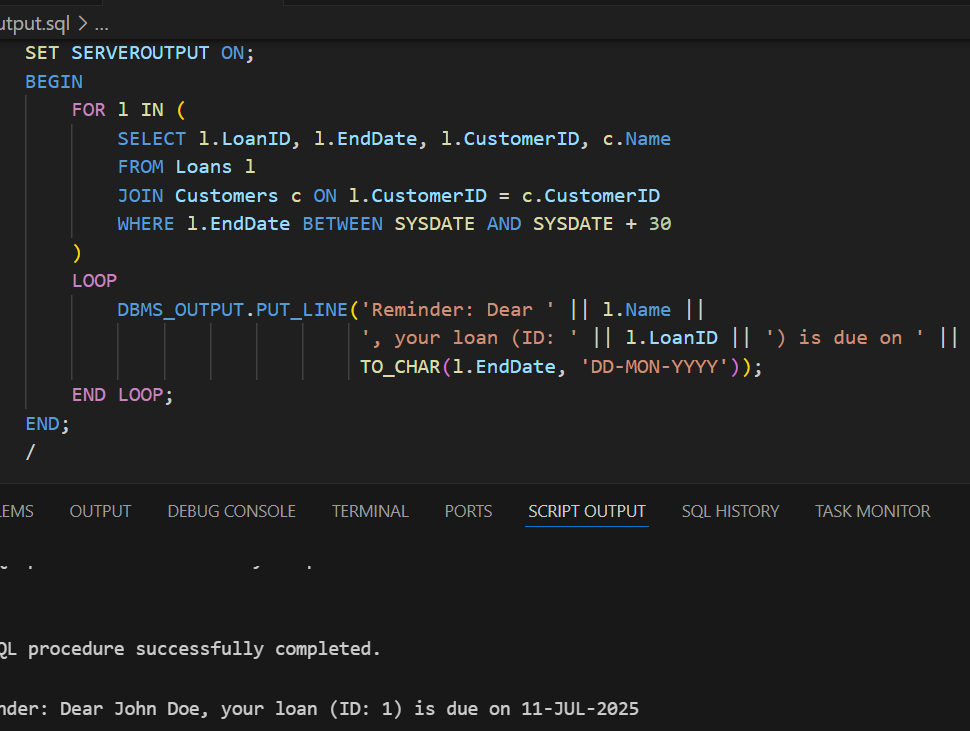 utput.sql > ...
SET SERVEROUTPUT ON;
BEGIN
    FOR l IN (
        SELECT l.LoanID, l.EndDate, l.CustomerID, c.Name
        FROM Loans l
        JOIN Customers c ON l.CustomerID = c.CustomerID
        WHERE l.EndDate BETWEEN SYSDATE AND SYSDATE + 30
    )
    LOOP
        DBMS_OUTPUT.PUT_LINE('Reminder: Dear ' || l.Name ||
                             ', your loan (ID: ' || l.LoanID || ') is due on ' ||
                             TO_CHAR(l.EndDate, 'DD-MON-YYYY'));
    END LOOP;
END;
/
LEMS OUTPUT DEBUG CONSOLE TERMINAL PORTS SCRIPT OUTPUT SQL HISTORY TASK MONITOR
QL procedure successfully completed.
nder: Dear John Doe, your loan (ID: 1) is due on 11-JUL-2025